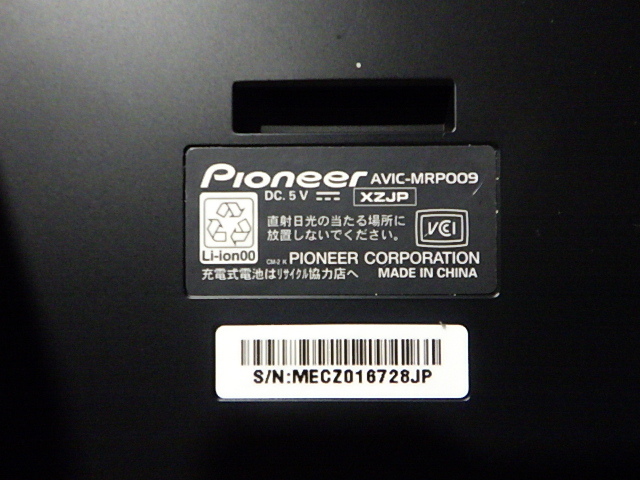 Pioneer AVIC-MRP009
DC. 5 V ⎓ XZJP
直射日光の当たる場所に
放置しないでください。
VCI
Li-ion00
CM-2 K PIONEER CORPORATION
充電式電池はリサイクル協力店へ MADE IN CHINA
S/N:MECZ016728JP